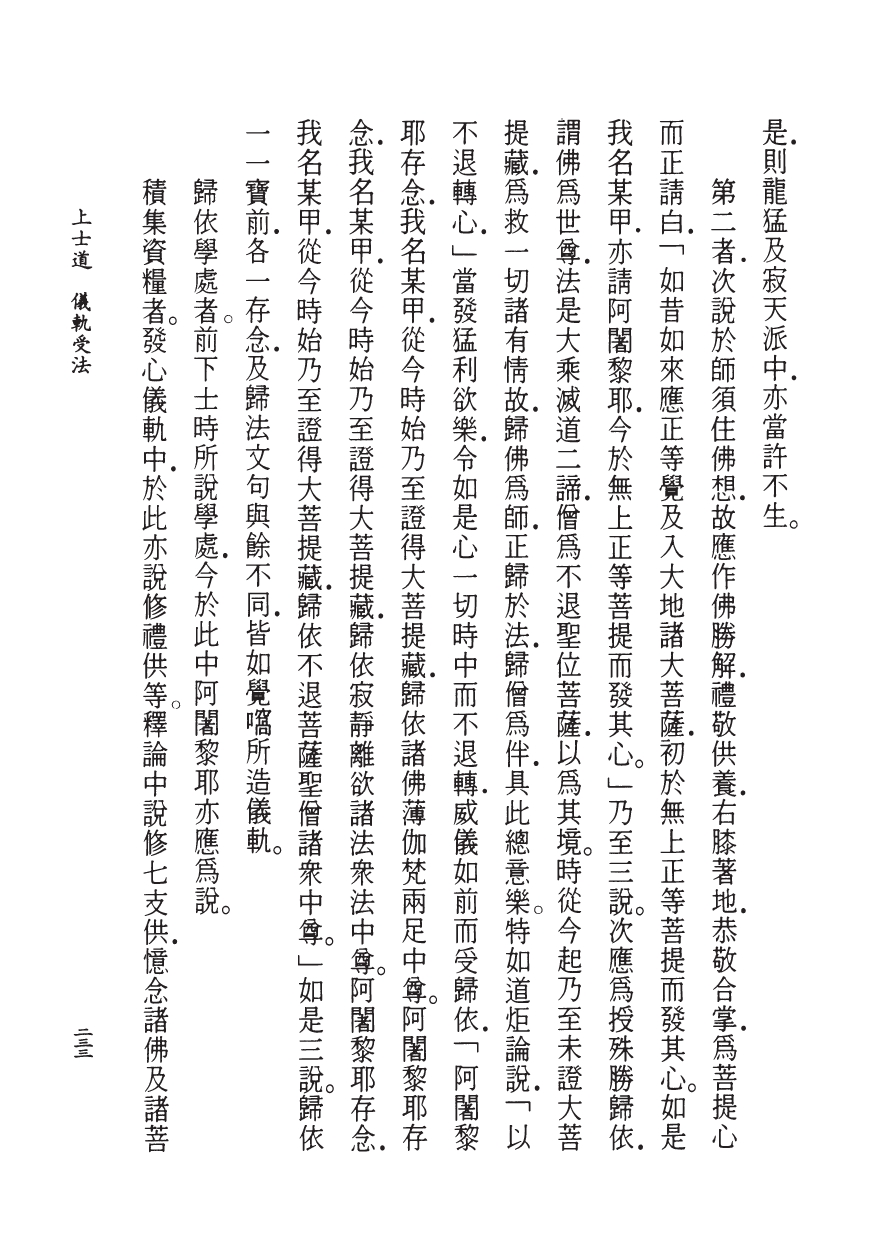 是．則龍猛及寂天派中．亦當許不生。
第二者．次說於師須住佛想．故應作佛勝解．禮敬供養．右膝著地．恭敬合掌．爲菩提心
而正請白．「如昔如來應正等覺及入大地諸大菩薩．初於無上正等菩提而發其心。如是
我名某甲．亦請阿闍黎耶．今於無上正等菩提而發其心。」乃至三說。次應爲授殊勝歸依．
謂佛爲世尊．法是大乘滅道二諦．僧爲不退聖位菩薩．以爲其境。時從今起乃至未證大菩
提藏．爲救一切諸有情故．歸佛爲師．正歸於法．歸僧爲伴．具此總意樂。特如道炬論說．「以
不退轉心．」當發猛利欲樂．令如是心一切時中而不退轉．威儀如前而受歸依．「阿闍黎
耶存念．我名某甲．從今時始乃至證得大菩提藏．歸依諸佛薄伽梵兩足中尊。阿闍黎耶存
念．我名某甲．從今時始乃至證得大菩提藏．歸依寂靜離欲諸法衆法中尊。阿闍黎耶存念．
我名某甲．從今時始乃至證得大菩提藏．歸依不退菩薩聖僧諸衆中尊。」如是三說。歸依
一一寶前．各一存念．及歸法文句與餘不同．皆如覺𡃤所造儀軌。
歸依學處者。前下士時所說學處．今於此中阿闍黎耶亦應爲說。
積集資糧者。發心儀軌中．於此亦說修禮供等。釋論中說修七支供．憶念諸佛及諸菩
上士道　儀軌受法
二三三